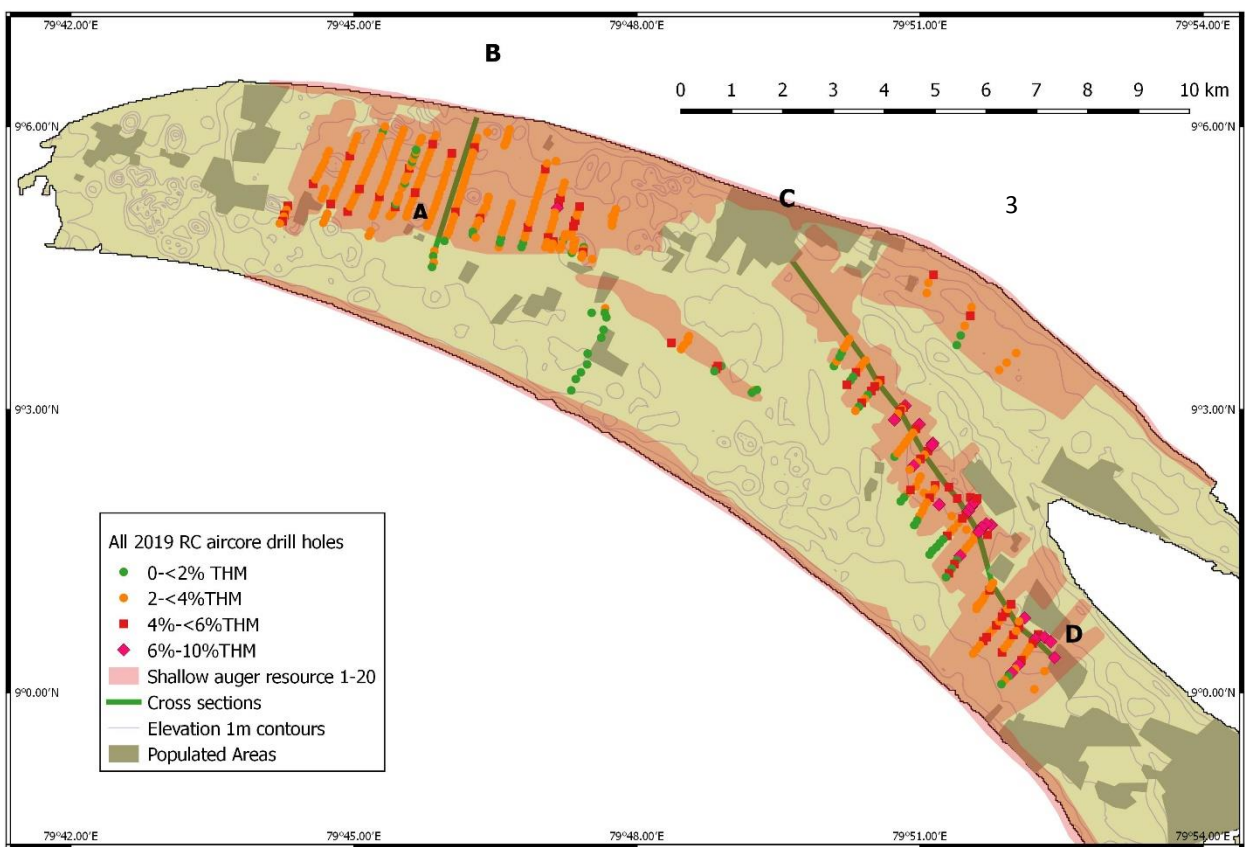 79°42.00′E 79°45.00′E 79°48.00′E 79°51.00′E 79°54.00′E
B
0 1 2 3 4 5 6 7 8 9 10 km
9°6.00′N 9°6.00′N
C
3
A
9°3.00′N 9°3.00′N
All 2019 RC aircore drill holes
0-<2% THM
2-<4%THM
4%-<6%THM
6%-10%THM
D
Shallow auger resource 1-20
9°0.00′N 9°0.00′N
Cross sections
Elevation 1m contours
Populated Areas
79°42.00′E 79°45.00′E 79°48.00′E 79°51.00′E 79°54.00′E